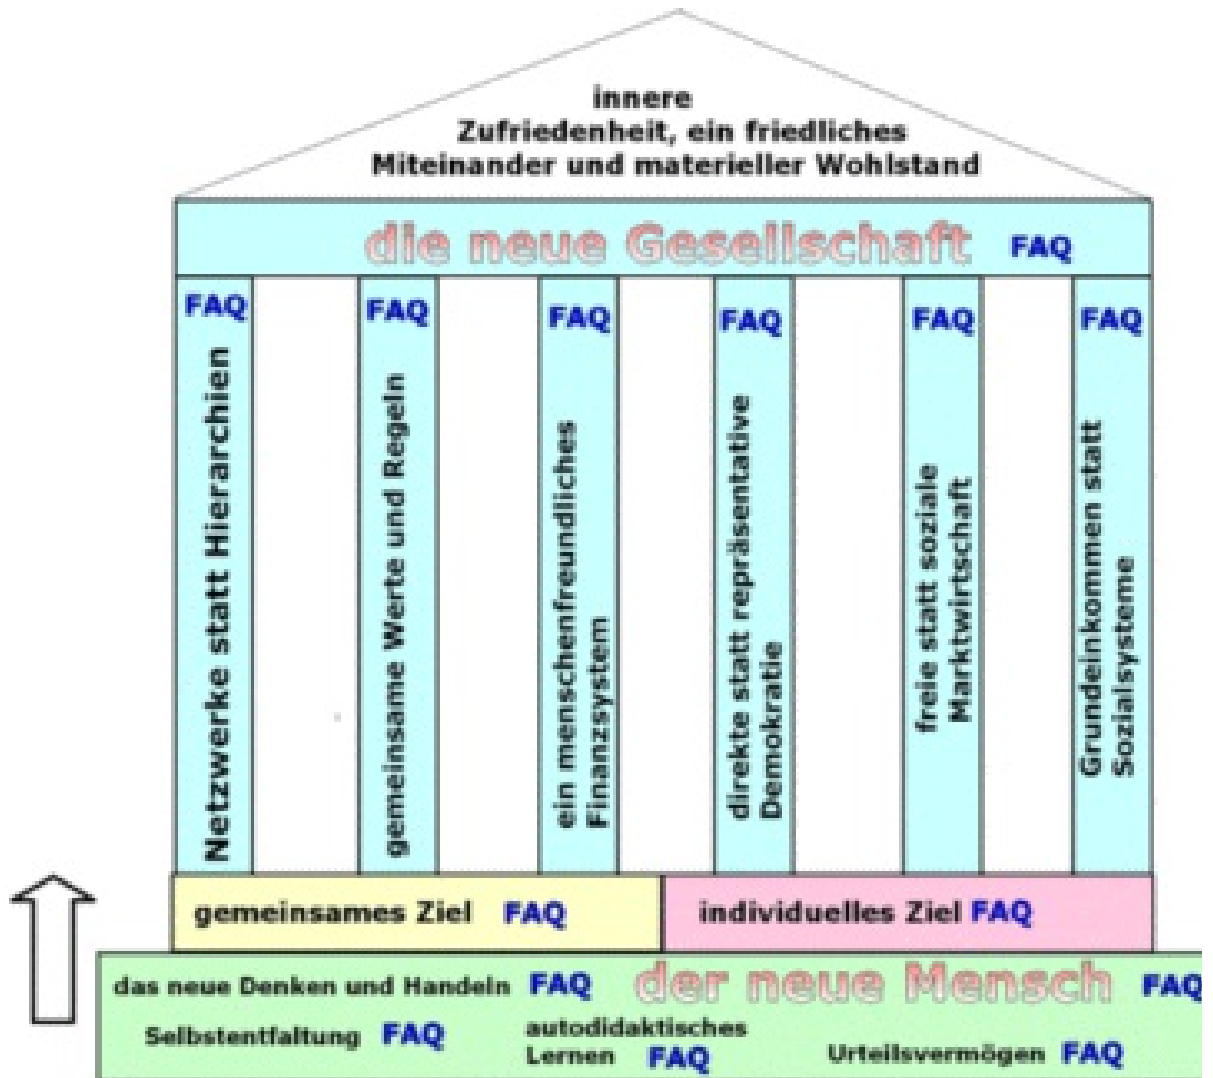 innere
Zufriedenheit, ein friedliches
Miteinander und materieller Wohlstand
die neue Gesellschaft FAQ
FAQ
Netzwerke statt Hierarchien
FAQ
gemeinsame Werte und Regeln
FAQ
ein menschenfreundliches
Finanzsystem
FAQ
direkte statt repräsentative
Demokratie
FAQ
freie statt soziale
Marktwirtschaft
FAQ
Grundeinkommen statt
Sozialsysteme
gemeinsames Ziel FAQ
individuelles Ziel FAQ
das neue Denken und Handeln FAQ
der neue Mensch FAQ
Selbstentfaltung FAQ
autodidaktisches
Lernen FAQ
Urteilsvermögen FAQ